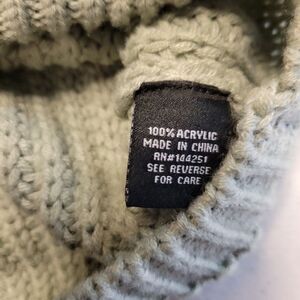 100% ACRYLIC
MADE IN CHINA
RN#144251
SEE REVERSE
FOR CARE